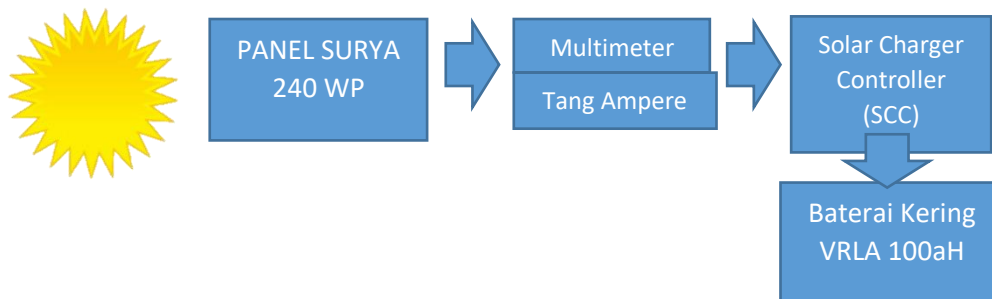 PANEL SURYA
240 WP
Multimeter
Tang Ampere
Solar Charger
Controller
(SCC)
Baterai Kering
VRLA 100aH